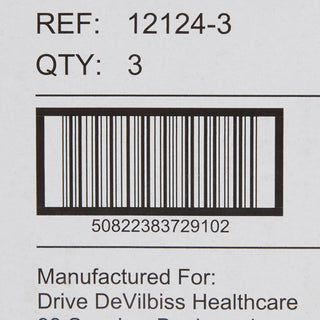 REF: 12124-3
QTY: 3
50822383729102
Manufactured For:
Drive DeVilbiss Healthcare